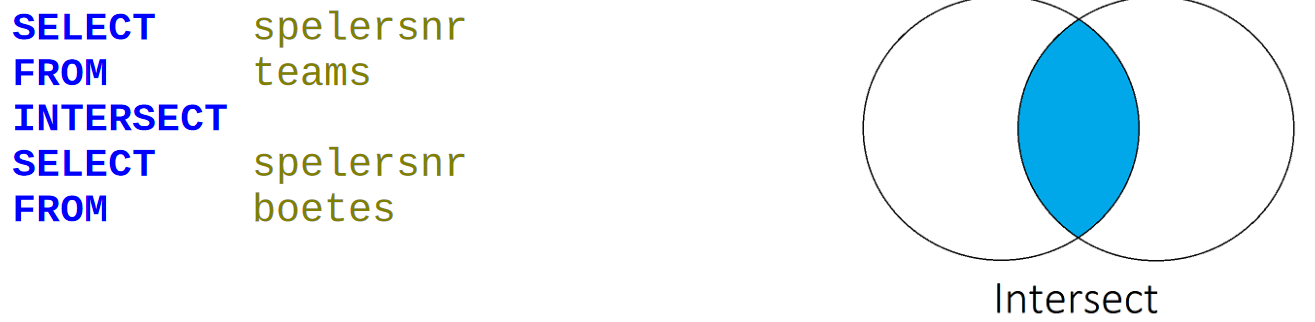 SELECT spelersnr
FROM teams
INTERSECT
SELECT spelersnr
FROM boetes
Intersect